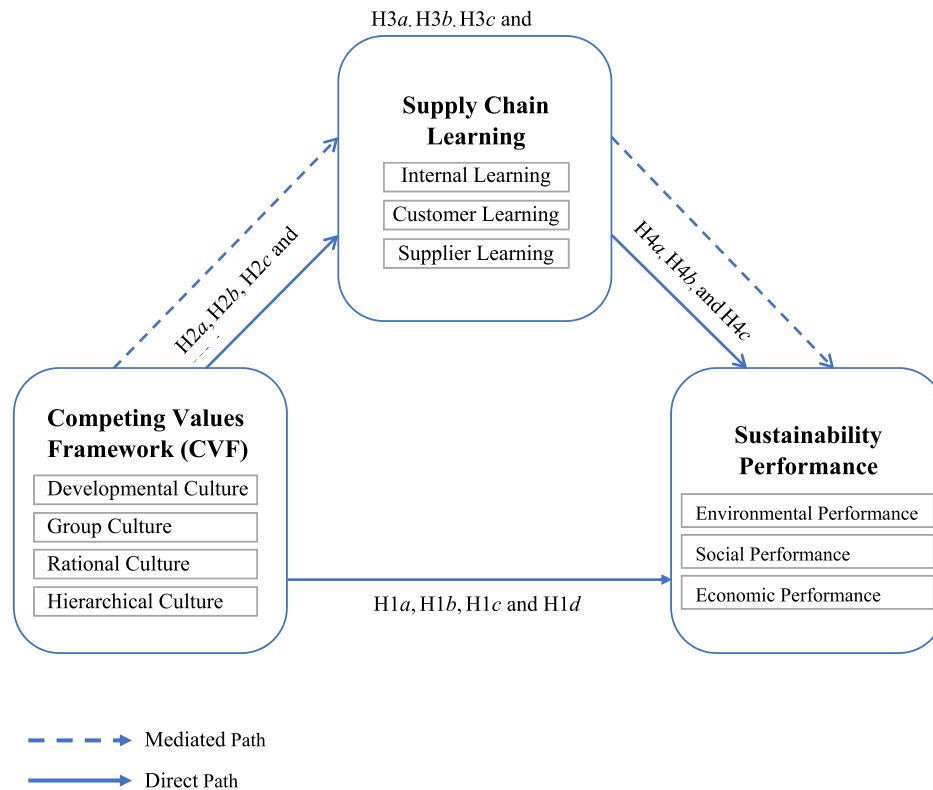 H3a, H3b, H3c and
Supply Chain
Learning
Internal Learning
Customer Learning
Supplier Learning
H2a, H2b, H2c and
H4a, H4b, and H4c
Competing Values
Framework (CVF)
Developmental Culture
Group Culture
Rational Culture
Hierarchical Culture
Sustainability
Performance
Environmental Performance
Social Performance
Economic Performance
H1a, H1b, H1c and H1d
Mediated Path
Direct Path